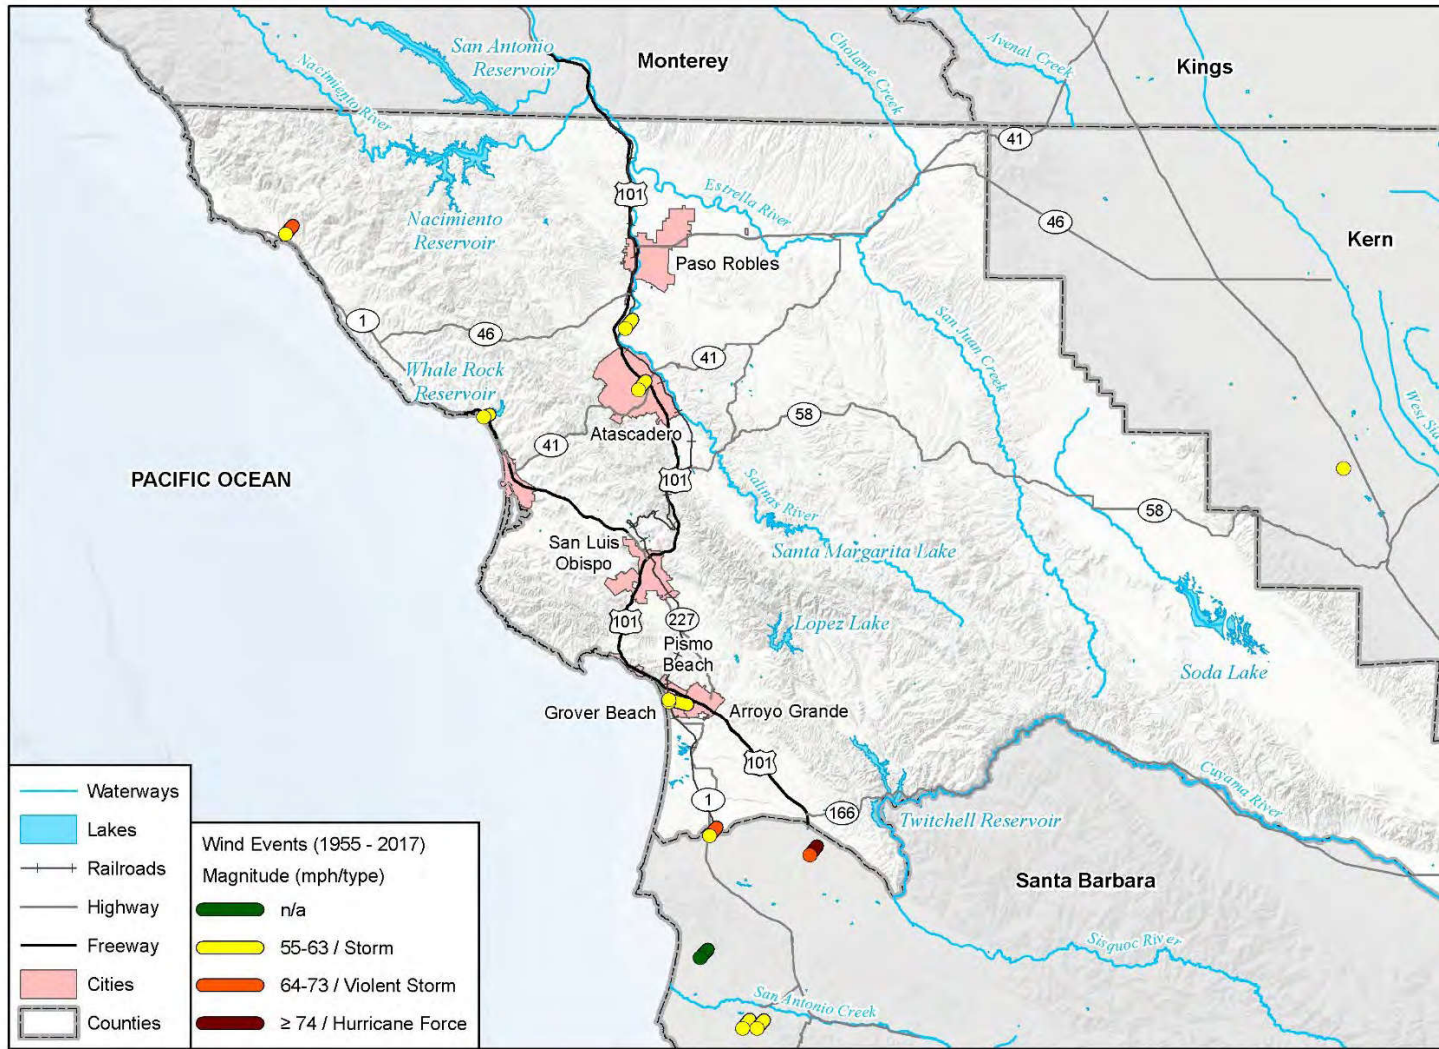 San Antonio
Reservoir
Monterey
Cholame Creek
Avenal Creek
Kings
Nacimiento River
41
101
Estrella River
Nacimiento
Reservoir
46
Kern
Paso Robles
1
46
San Juan Creek
41
Whale Rock
Reservoir
58
41
Atascadero
PACIFIC OCEAN
101
Salinas River
58
San Luis
Obispo
Santa Margarita Lake
101
227
Lopez Lake
Pismo
Beach
Soda Lake
Grover Beach
Arroyo Grande
101
Cuyama River
1
166
Twitchell Reservoir
Santa Barbara
Sisquoc River
San Antonio Creek
Waterways
Lakes
Railroads
Highway
Freeway
Cities
Counties
Wind Events (1955 - 2017)
Magnitude (mph/type)
n/a
55-63 / Storm
64-73 / Violent Storm
≥ 74 / Hurricane Force